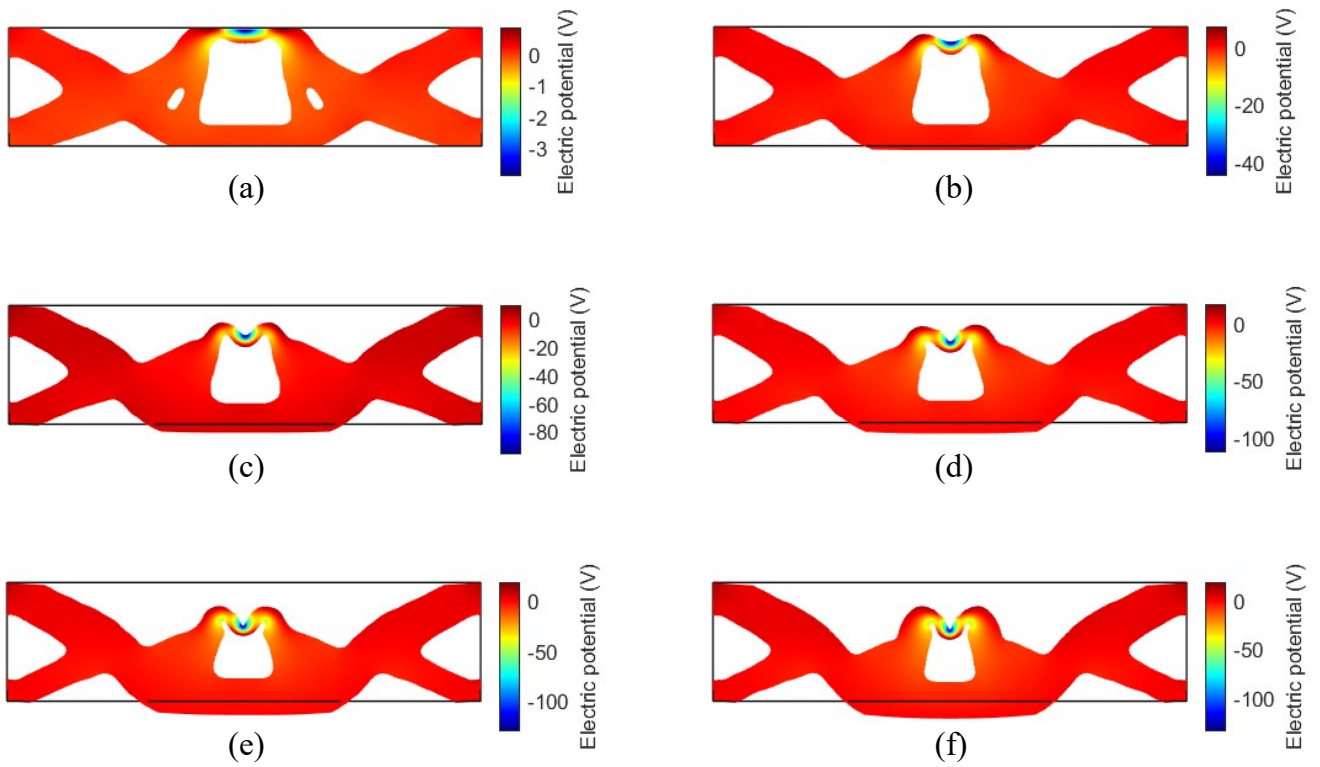 0
-1
-2
-3
Electric potential (V)
(a)
0
-20
-40
Electric potential (V)
(b)
0
-20
-40
-60
-80
Electric potential (V)
(c)
0
-50
-100
Electric potential (V)
(d)
0
-50
-100
Electric potential (V)
(e)
0
-50
-100
Electric potential (V)
(f)